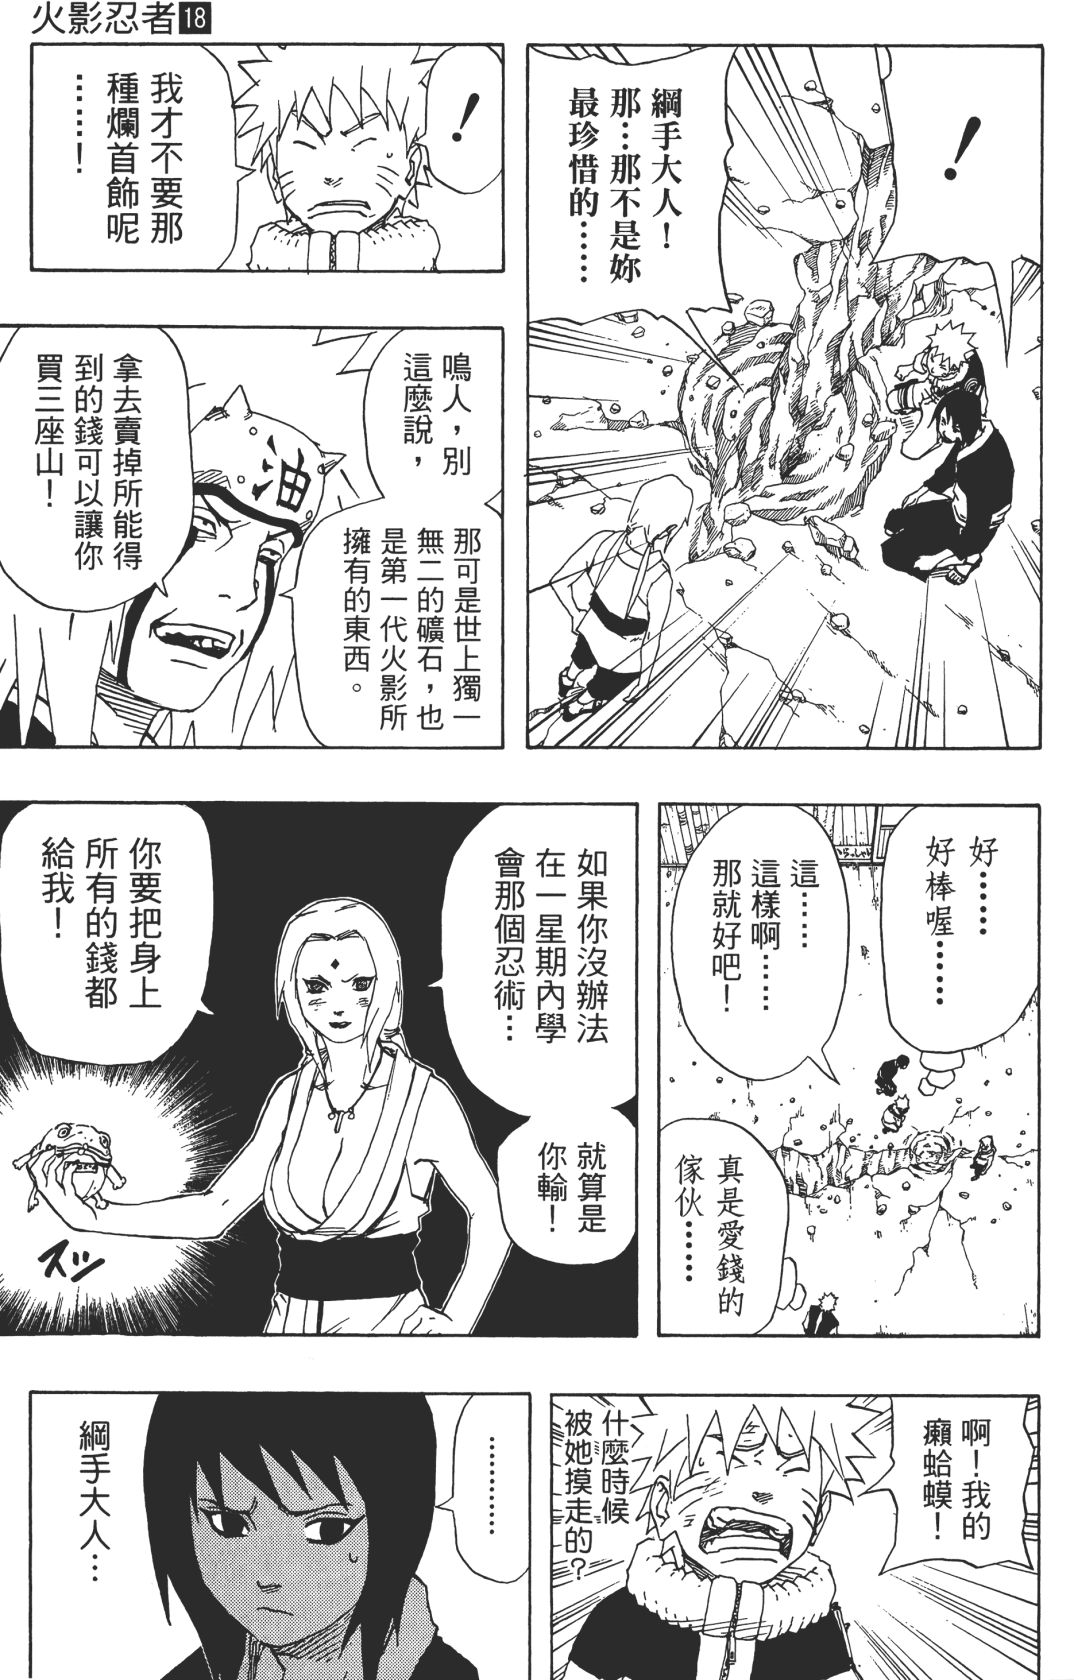 火影忍者18
！
綱手大人！
那…那不是妳
最珍惜的……
！
我才不要那
種爛首飾呢
……！
鳴人，別
這麼說，
那可是世上獨一
無二的礦石，也
是第一代火影所
擁有的東西。
拿去賣掉所能得
到的錢可以讓你
買三座山！
油
好……
好棒喔……
いらっしゃい
這……
這樣啊……
那就好吧！
真是愛錢的
傢伙……
如果你沒辦法
在一星期內學
會那個忍術…
就算是
你輸！
你要把身上
所有的錢都
給我！
スッ
啊！我的
癩蛤蟆！
什麼時候
被她摸走的？
………
綱手大人…